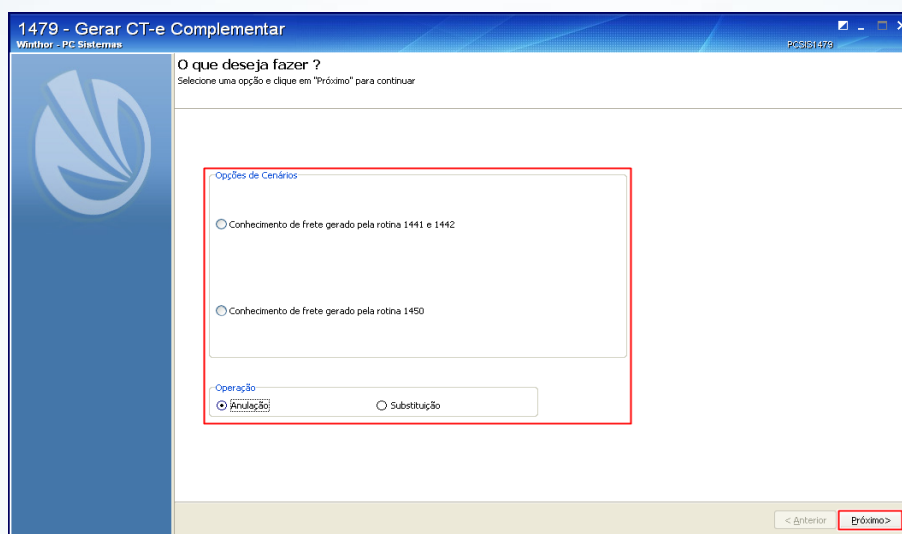 1479 - Gerar CT-e Complementar
Winthor - PC Sistemas
PCSIS1479
O que deseja fazer ?
Selecione uma opção e clique em "Próximo" para continuar
Opções de Cenários
Conhecimento de frete gerado pela rotina 1441 e 1442
Conhecimento de frete gerado pela rotina 1450
Operação
Anulação Substituição
< Anterior Próximo>